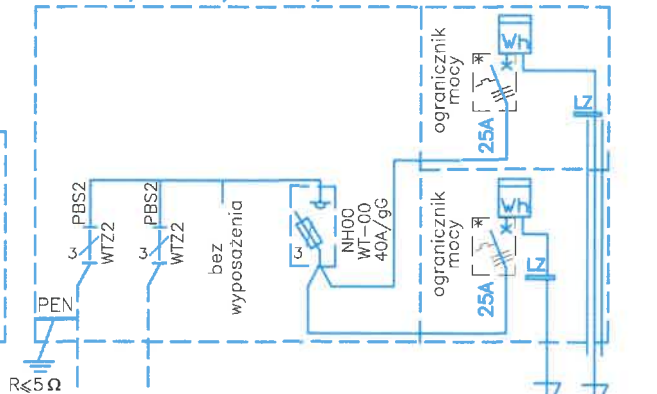 ogranicznik
mocy
Wh
*
25A
LZ
PBS2
3
WTZ2
PBS2
3
WTZ2
bez
wyposażenia
3
NH00
WT-00
40A/gG
ogranicznik
mocy
Wh
*
25A
LZ
PEN
R⩽5Ω